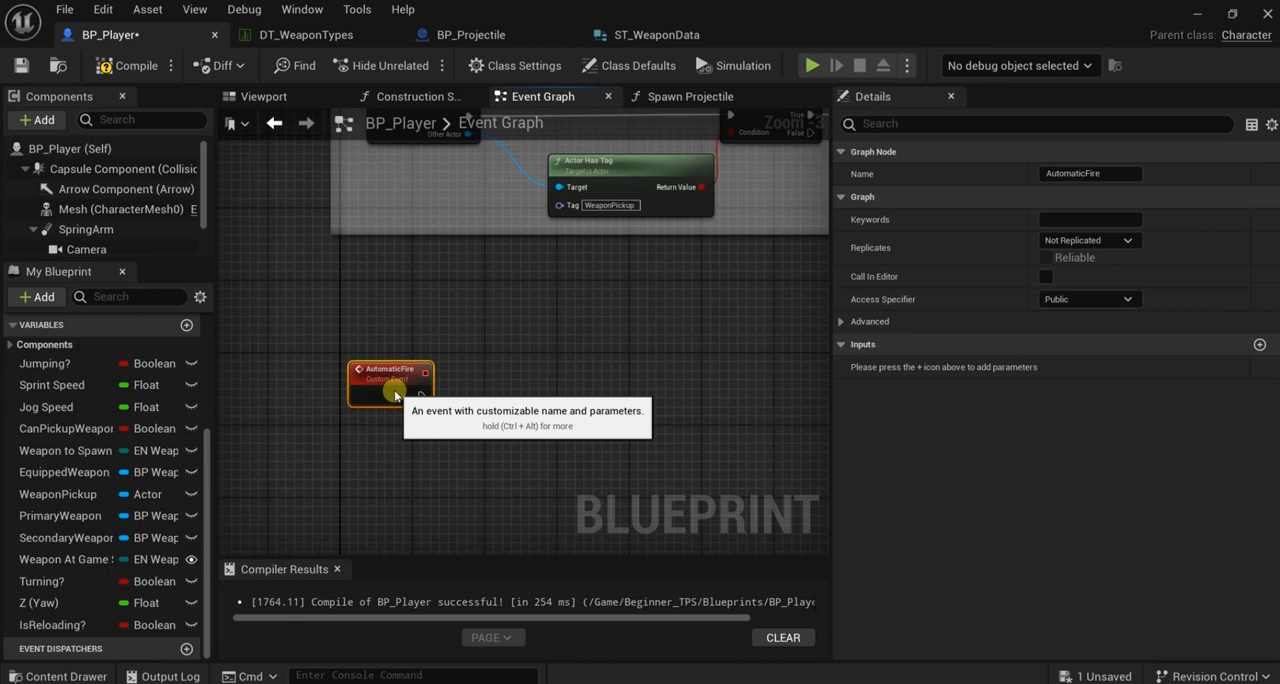 File Edit Asset View Debug Window Tools Help
BP_Player* DT_WeaponTypes BP_Projectile ST_WeaponData Parent class: Character
Compile Diff Find Hide Unrelated Class Settings Class Defaults Simulation No debug object selected
Components Viewport Construction S... Event Graph Spawn Projectile Details
+ Add Search BP_Player Event Graph Zoom -3 Search
BP_Player (Self)
Capsule Component (Collisic
Arrow Component (Arrow)
Mesh (CharacterMesh0) E
SpringArm
Camera
Other Actor
Condition
True
False
Actor Has Tag
Target is Actor
Target Return Value
Tag WeaponPickup
Graph Node
Name AutomaticFire
Graph
Keywords
Replicates Not Replicated
Reliable
Call In Editor
Access Specifier Public
Advanced
Inputs
Please press the + icon above to add parameters
My Blueprint
+ Add Search
VARIABLES
Components
Jumping? Boolean
Sprint Speed Float
Jog Speed Float
CanPickupWeapor Boolean
Weapon to Spawn EN Weap
EquippedWeapon BP Weap
WeaponPickup Actor
PrimaryWeapon BP Weap
SecondaryWeapor BP Weap
Weapon At Game EN Weap
Turning? Boolean
Z (Yaw) Float
IsReloading? Boolean
EVENT DISPATCHERS
AutomaticFire
Custom Event
An event with customizable name and parameters.
hold (Ctrl + Alt) for more
BLUEPRINT
Compiler Results
• [1764.11] Compile of BP_Player successful! [in 254 ms] (/Game/Beginner_TPS/Blueprints/BP_Playe
PAGE CLEAR
Content Drawer Output Log Cmd Enter Console Command 1 Unsaved Revision Control